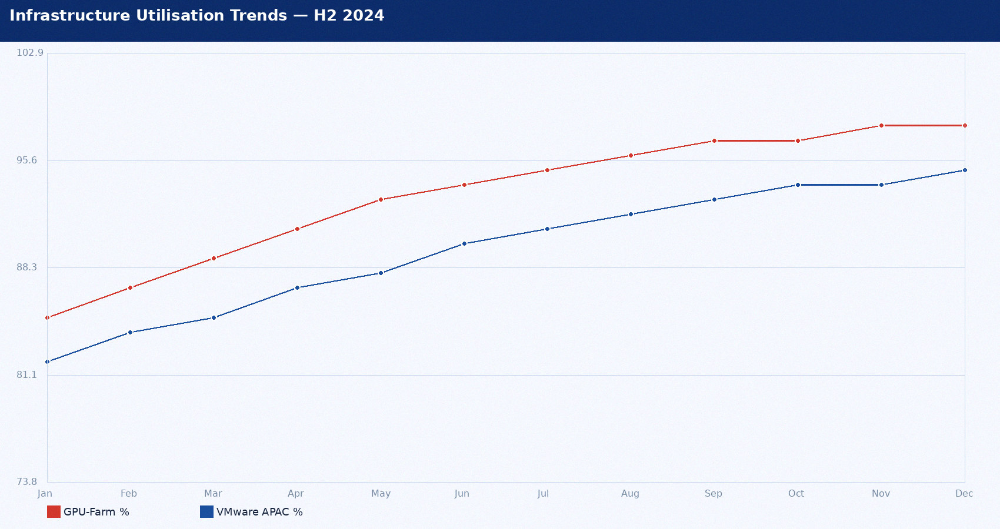 Infrastructure Utilisation Trends — H2 2024
102.9
95.6
88.3
81.1
73.8
Jan Feb Mar Apr May Jun Jul Aug Sep Oct Nov Dec
GPU-Farm % VMware APAC %